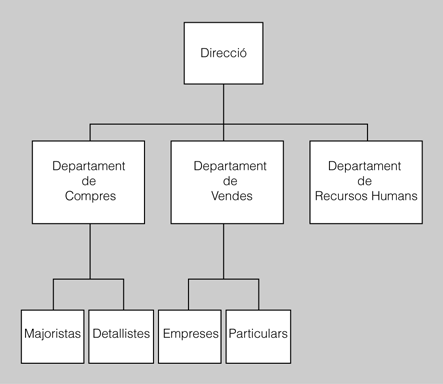 Direcció
Departament
de
Compres
Departament
de
Vendes
Departament
de
Recursos Humans
Majoristas
Detallistes
Empreses
Particulars